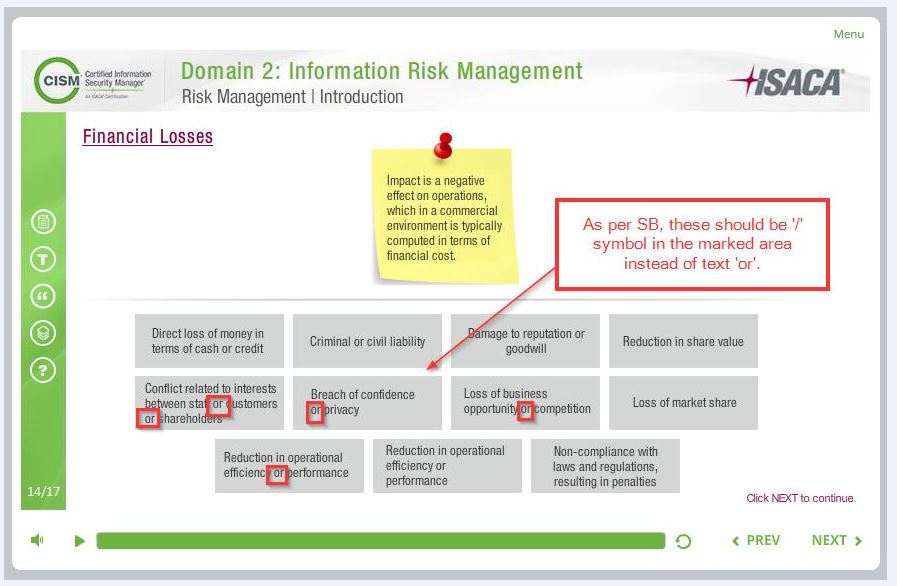 Menu
CISM
Certified Information
Security Manager
An ISACA Certification
Domain 2: Information Risk Management
Risk Management | Introduction
ISACA
Financial Losses
Impact is a negative
effect on operations,
which in a commercial
environment is typically
computed in terms of
financial cost.
As per SB, these should be '/'
symbol in the marked area
instead of text 'or'.
Direct loss of money in
terms of cash or credit
Criminal or civil liability
Damage to reputation or
goodwill
Reduction in share value
Conflict related to interests
between staff or customers
or shareholders
Breach of confidence
or privacy
Loss of business
opportunity or competition
Loss of market share
Reduction in operational
efficiency or performance
Reduction in operational
efficiency or
performance
Non-compliance with
laws and regulations,
resulting in penalties
T
?
14/17
Click NEXT to continue.
PREV
NEXT